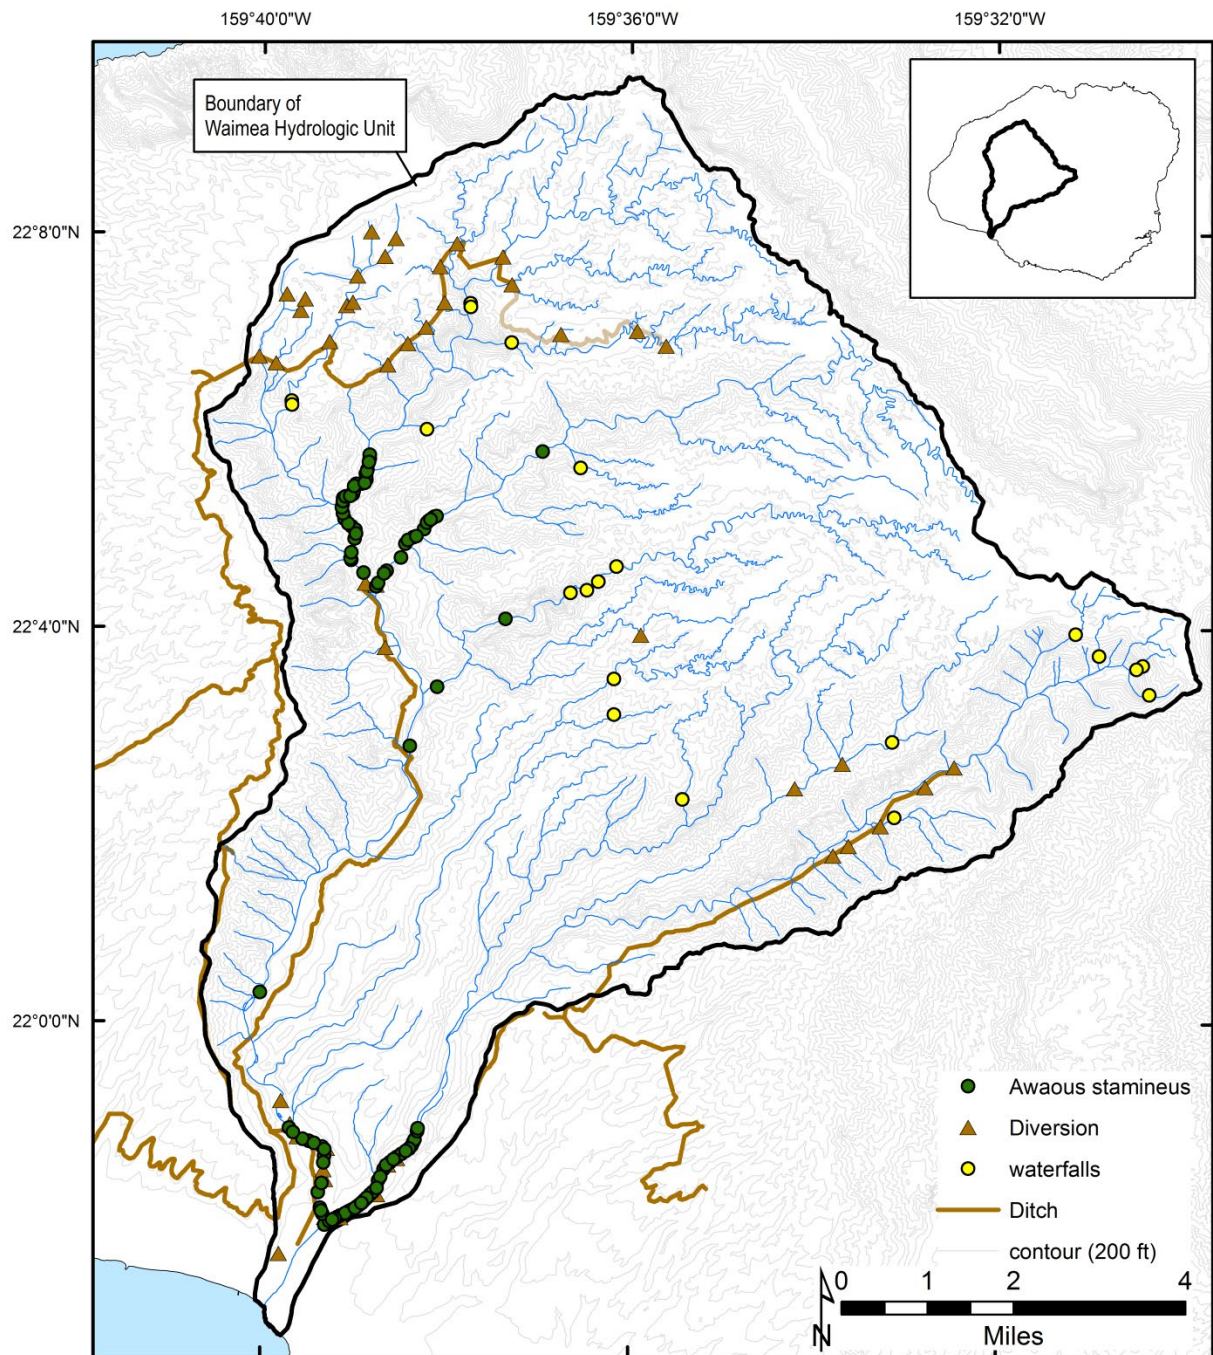 159°40'0"W
159°36'0"W
159°32'0"W
Boundary of
Waimea Hydrologic Unit
22°8'0"N
22°4'0"N
22°0'0"N
Awaous stamineus
Diversion
waterfalls
Ditch
contour (200 ft)
0 1 2 4
Miles
N